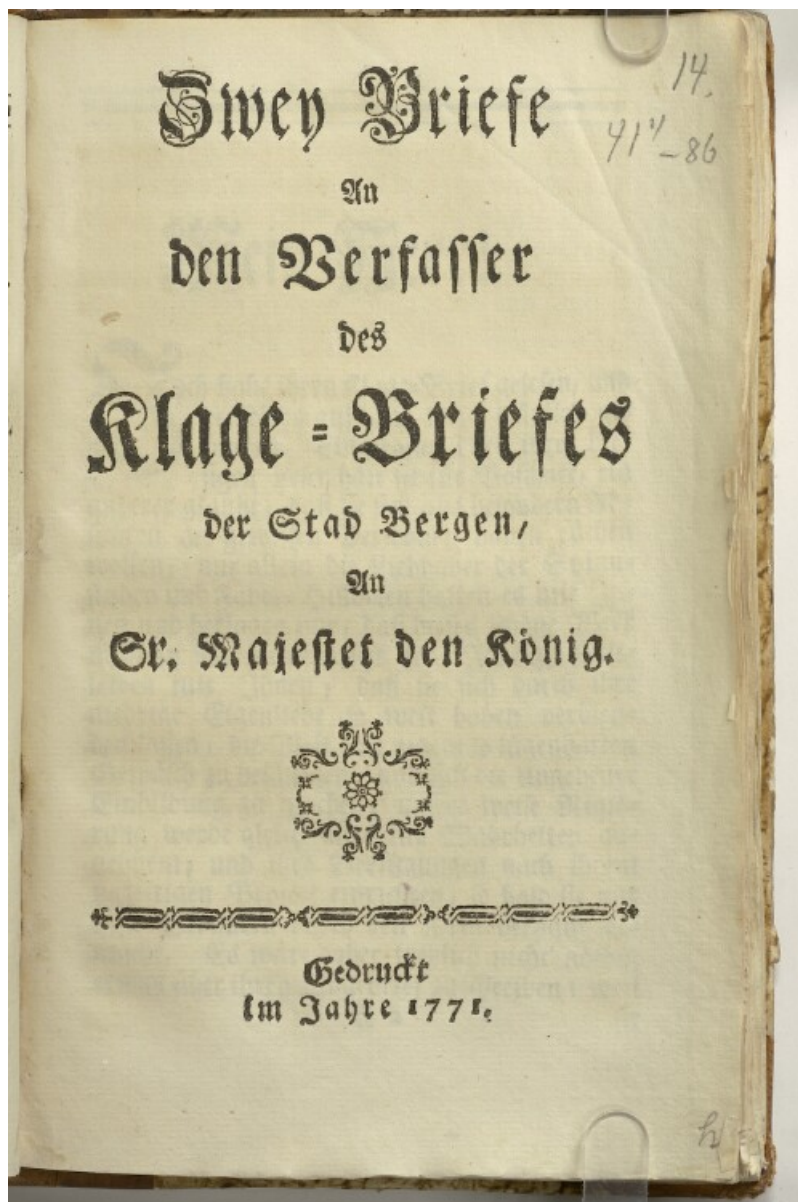 Zwey Briefe
An
den Verfasser
des
Klage=Briefes
der Stad Bergen,
An
Sr. Majestet den König.
Gedruckt
im Jahre 1771.
14.
41
-86